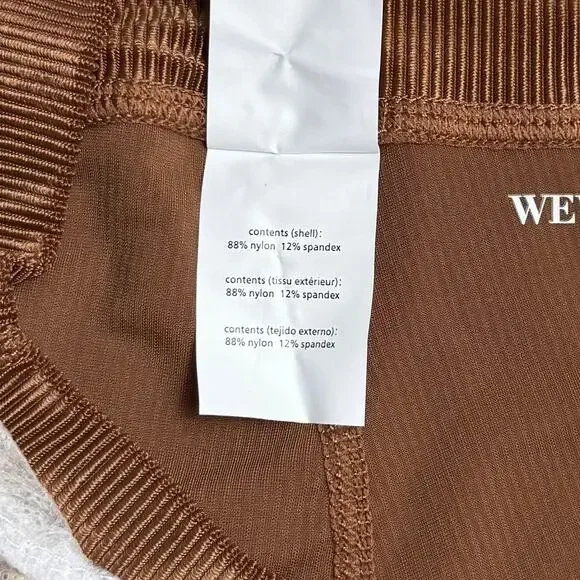 WEW
contents (shell):
88% nylon 12% spandex
contents (tissu extérieur):
88% nylon 12% spandex
contents (tejido externo):
88% nylon 12% spandex